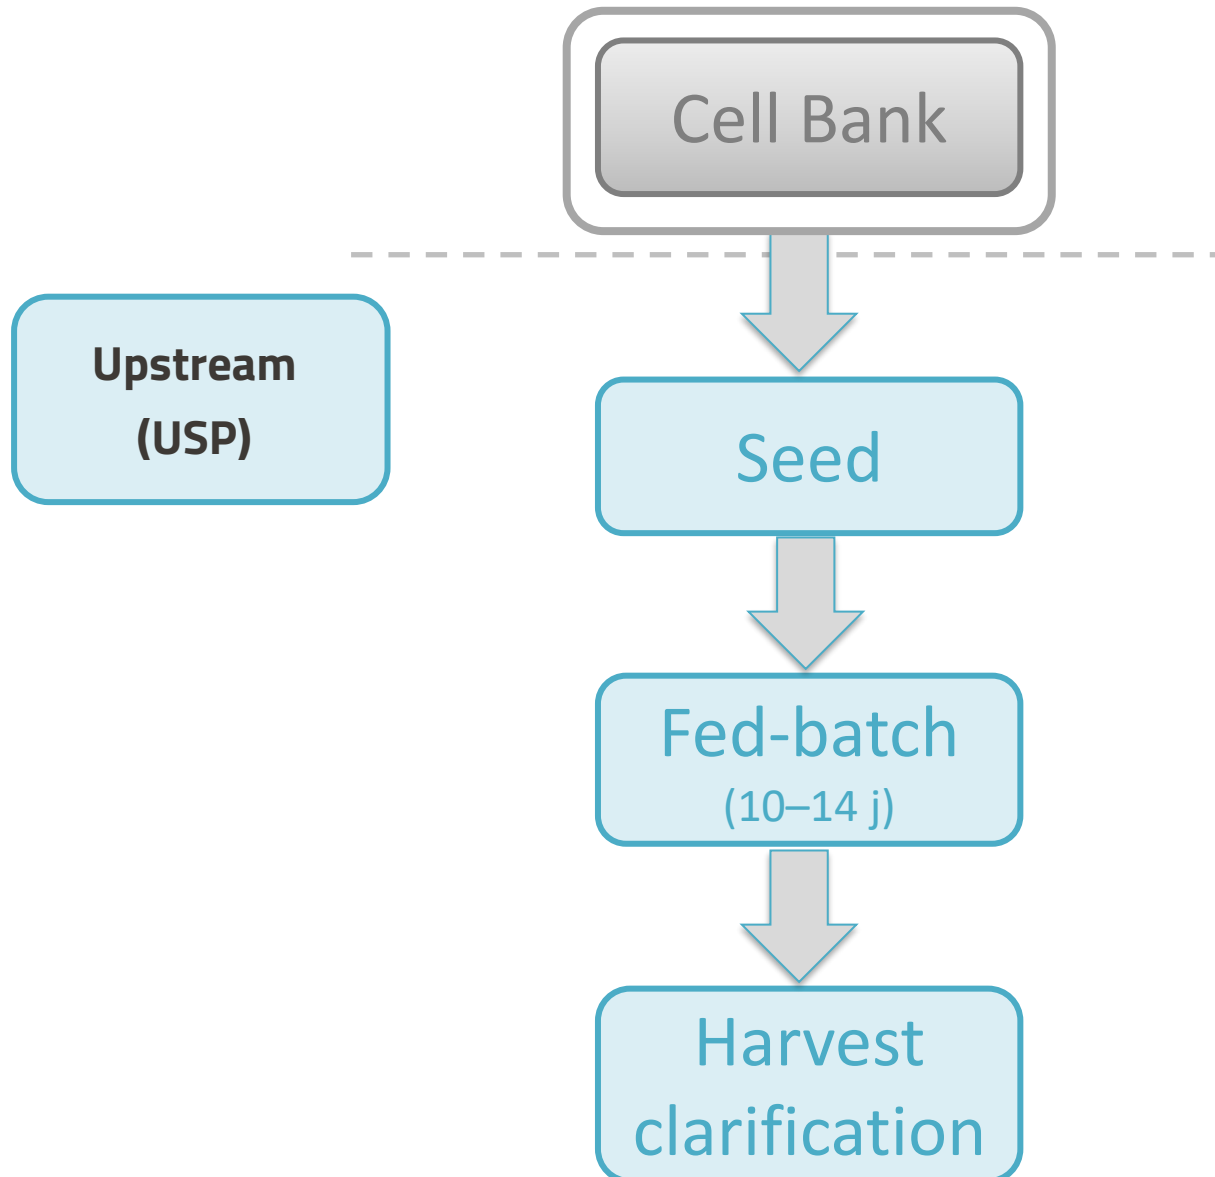 Cell Bank
Upstream
(USP)
Seed
Fed-batch
(10–14 j)
Harvest
clarification